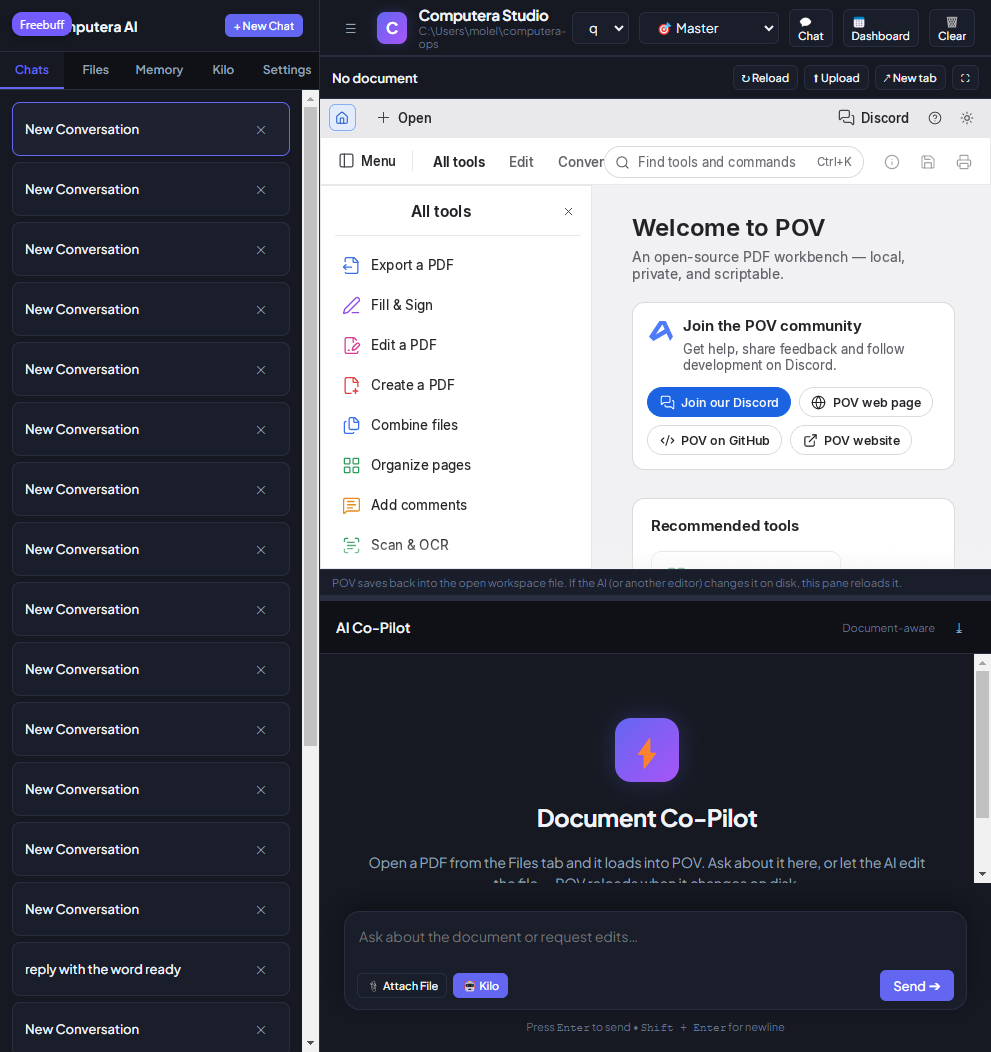 Freebuff
mputera AI
+ New Chat
Chats
Files
Memory
Kilo
Settings
New Conversation
New Conversation
New Conversation
New Conversation
New Conversation
New Conversation
New Conversation
New Conversation
New Conversation
New Conversation
New Conversation
New Conversation
New Conversation
New Conversation
reply with the word ready
New Conversation
C
Computera Studio
C:\Users\molel\computera-
ops
q
Master
Chat
Dashboard
Clear
No document
↻ Reload
⬆ Upload
↗ New tab
Open
Discord
Menu
All tools
Edit
Conver
Find tools and commands
Ctrl+K
All tools
Export a PDF
Fill & Sign
Edit a PDF
Create a PDF
Combine files
Organize pages
Add comments
Scan & OCR
Welcome to POV
An open-source PDF workbench — local,
private, and scriptable.
Join the POV community
Get help, share feedback and follow
development on Discord.
Join our Discord
POV web page
POV on GitHub
POV website
Recommended tools
POV saves back into the open workspace file. If the AI (or another editor) changes it on disk, this pane reloads it.
AI Co-Pilot
Document-aware
Document Co-Pilot
Open a PDF from the Files tab and it loads into POV. Ask about it here, or let the AI edit
the file — POV reloads when it changes on disk.
Ask about the document or request edits...
Attach File
Kilo
Send ➔
Press Enter to send • Shift + Enter for newline